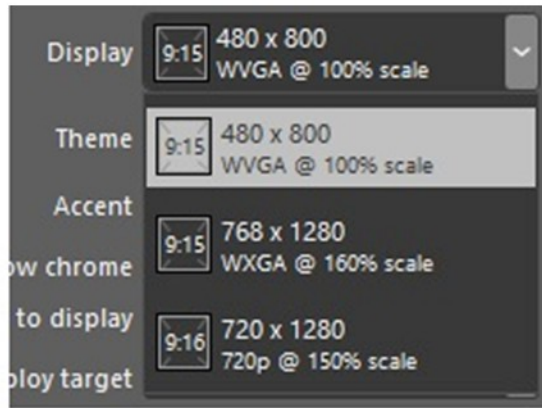 Display
9:15
480 x 800
WVGA @ 100% scale
Theme
9:15
480 x 800
WVGA @ 100% scale
Accent
ow chrome
9:15
768 x 1280
WXGA @ 160% scale
to display
9:16
720 x 1280
720p @ 150% scale
ploy target